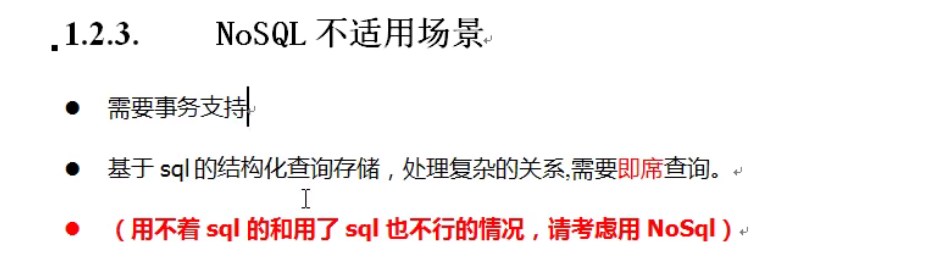 1.2.3. NoSQL 不适用场景
● 需要事务支持
● 基于 sql 的结构化查询存储，处理复杂的关系,需要即席查询。
● （用不着 sql 的和用了 sql 也不行的情况，请考虑用 NoSql）